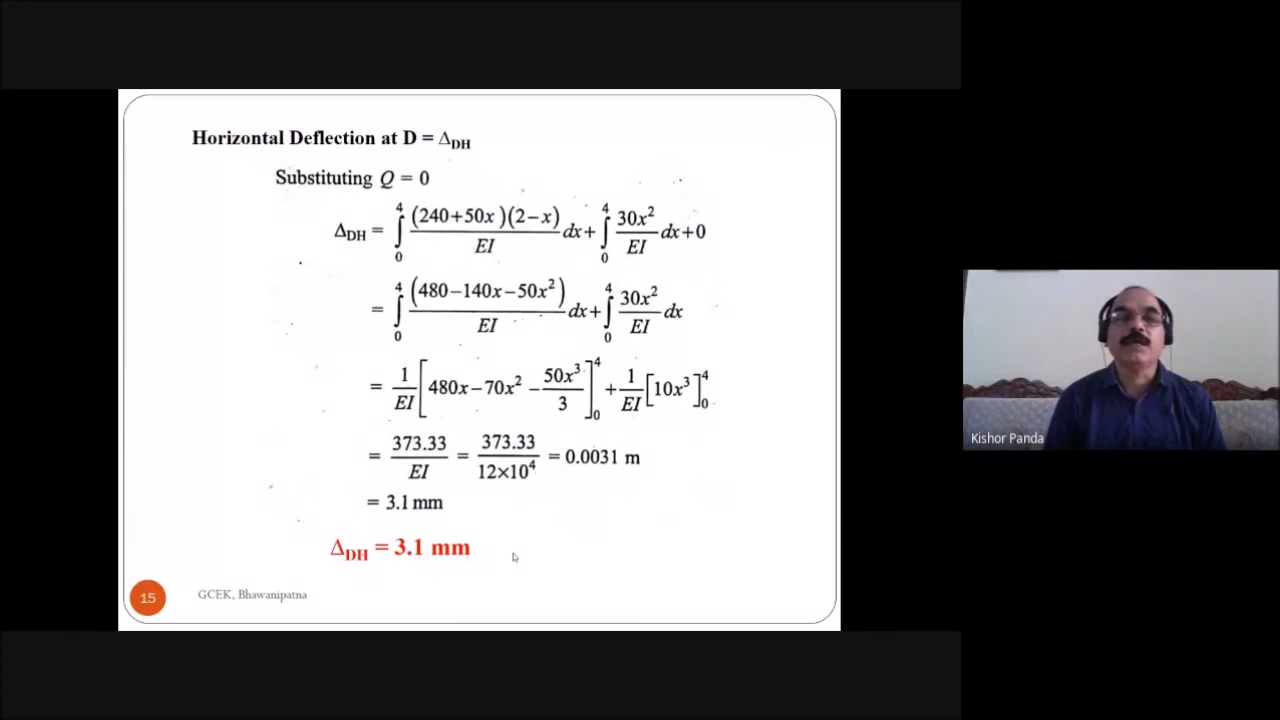 Horizontal Deflection at D = Δ_DH
Substituting Q = 0
Δ_DH = ∫₀⁴ (240+50x)(2−x)/EI dx + ∫₀⁴ 30x²/EI dx+0
= ∫₀⁴ (480−140x−50x²)/EI dx + ∫₀⁴ 30x²/EI dx
= 1/EI [480x−70x² − 50x³/3]₀⁴ + 1/EI [10x³]₀⁴
= 373.33/EI = 373.33/12×10⁴ = 0.0031 m
= 3.1 mm
Δ_DH = 3.1 mm
15
GCEK, Bhawanipatna
Kishor Panda